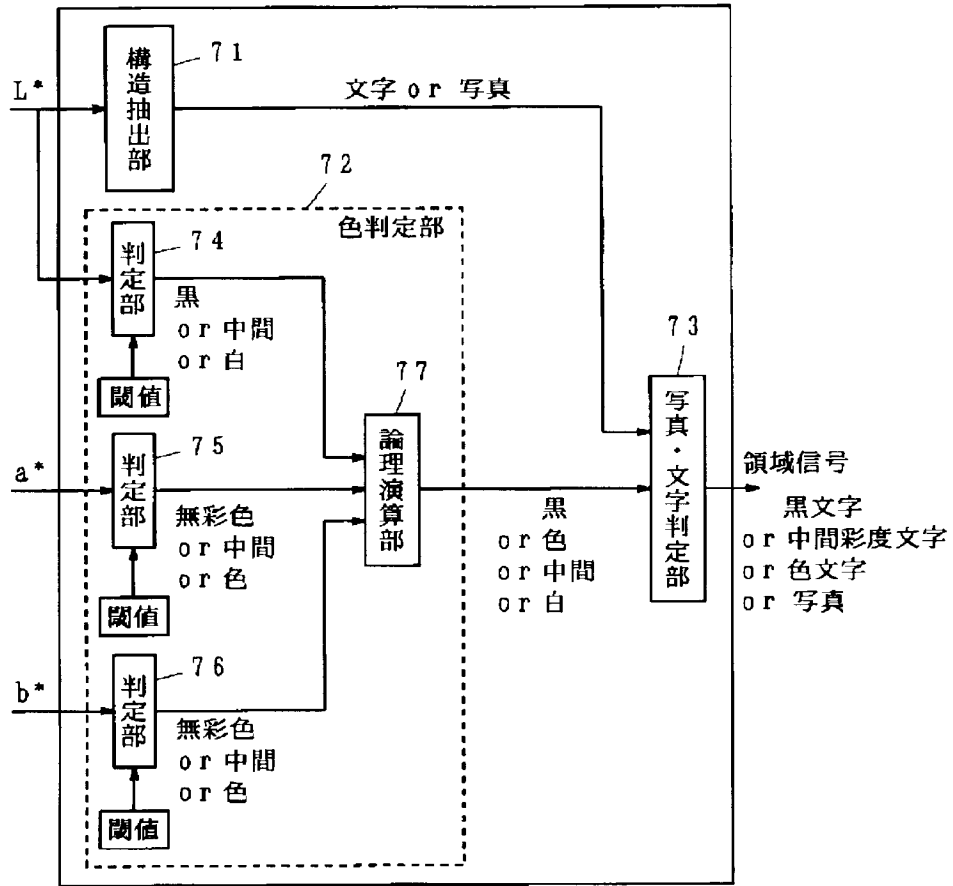 構造抽出部
71
L*
文字 or 写真
72
色判定部
判定部
74
黒
or 中間
or 白
閾値
73
77
a*
判定部
75
無彩色
or 中間
or 色
閾値
論理演算部
黒
or 色
or 中間
or 白
写真・文字判定部
領域信号
黒文字
or 中間彩度文字
or 色文字
or 写真
b*
判定部
76
無彩色
or 中間
or 色
閾値